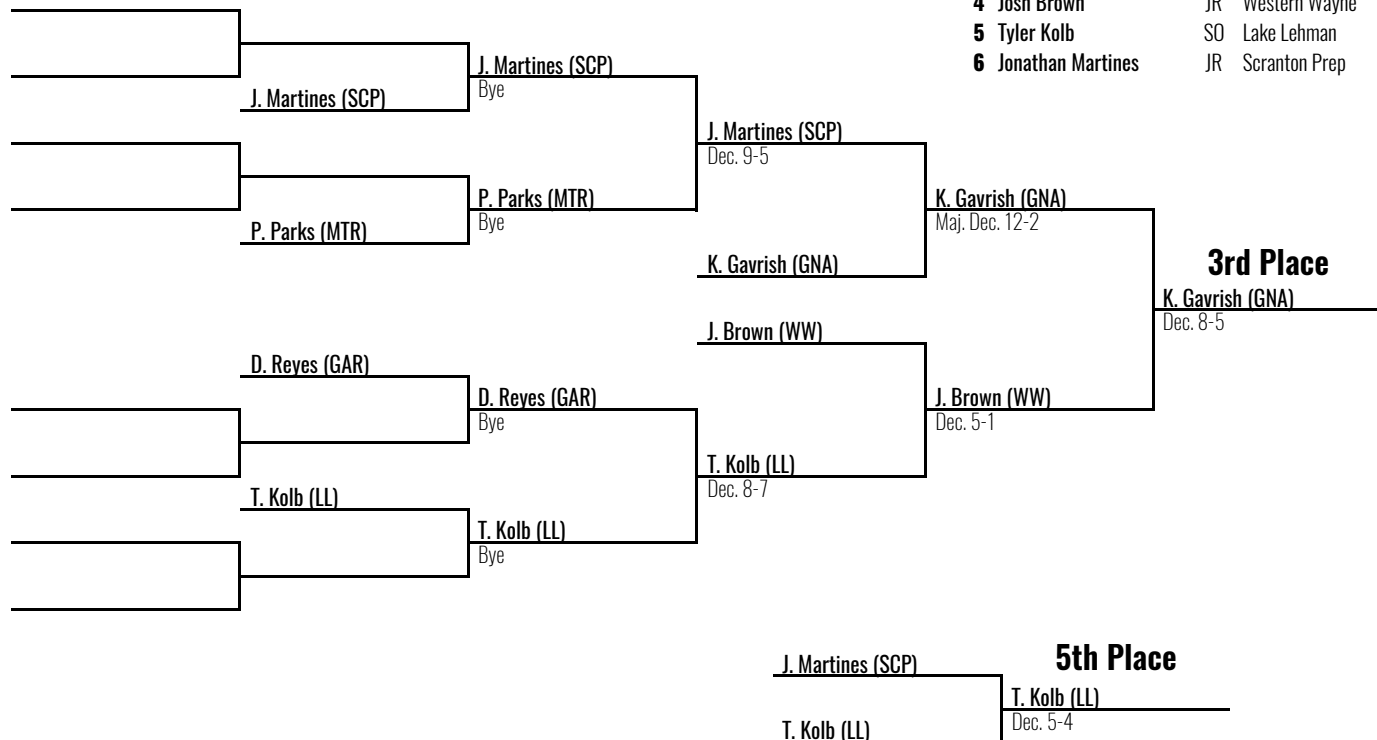 4 Josh Brown JR Western Wayne
5 Tyler Kolb SO Lake Lehman
6 Jonathan Martines JR Scranton Prep
J. Martines (SCP)
Bye
J. Martines (SCP)
J. Martines (SCP)
Dec. 9-5
P. Parks (MTR)
Bye
P. Parks (MTR)
K. Gavrish (GNA)
Maj. Dec. 12-2
K. Gavrish (GNA)
3rd Place
K. Gavrish (GNA)
Dec. 8-5
J. Brown (WW)
D. Reyes (GAR)
D. Reyes (GAR)
Bye
J. Brown (WW)
Dec. 5-1
T. Kolb (LL)
Dec. 8-7
T. Kolb (LL)
T. Kolb (LL)
Bye
5th Place
J. Martines (SCP)
T. Kolb (LL)
Dec. 5-4
T. Kolb (LL)